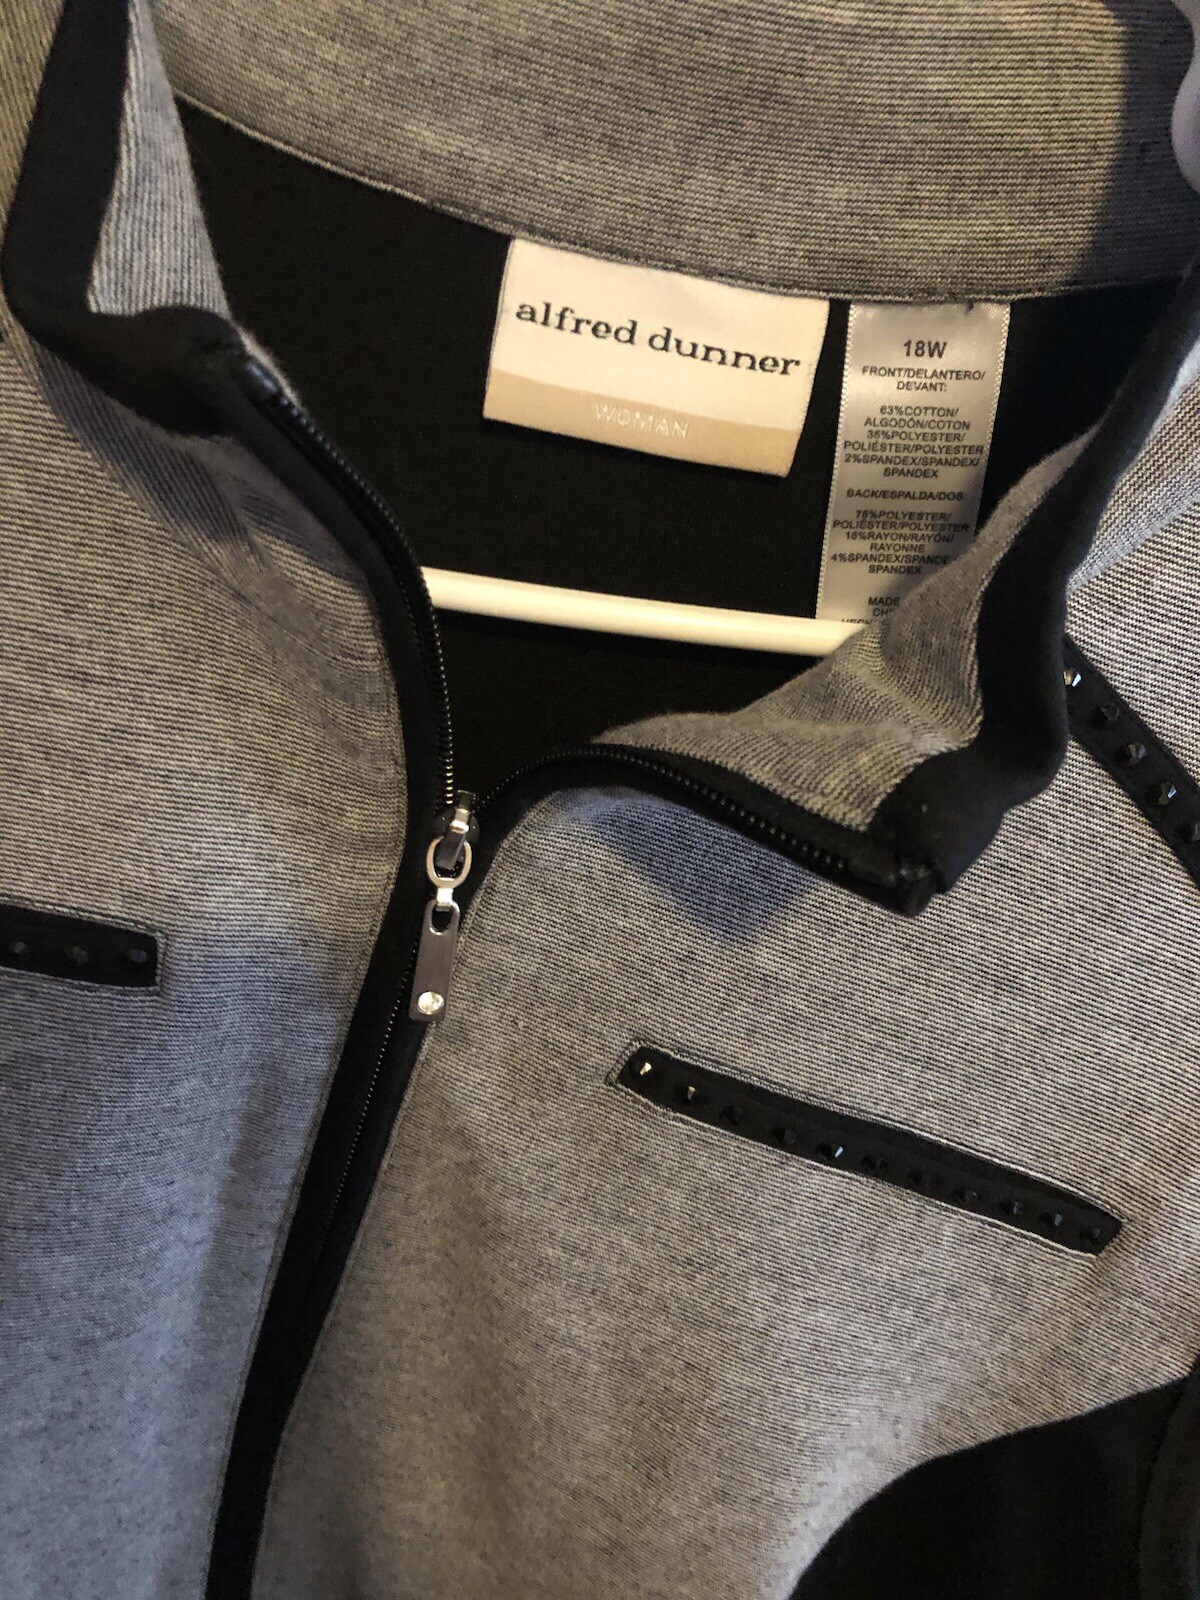 alfred dunner
WOMAN
18W
FRONT/DELANTERO/
DEVANT:
63%COTTON/
ALGODÓN/COTON
35%POLYESTER/
POLIÉSTER/POLYESTER
2%SPANDEX/SPANDEX/
SPANDEX
BACK/ESPALDA/DOS:
78%POLYESTER/
POLIÉSTER/POLYESTER
18%RAYON/RAYÓN/
RAYONNE
4%SPANDEX/SPANDE
SPANDEX
MADE